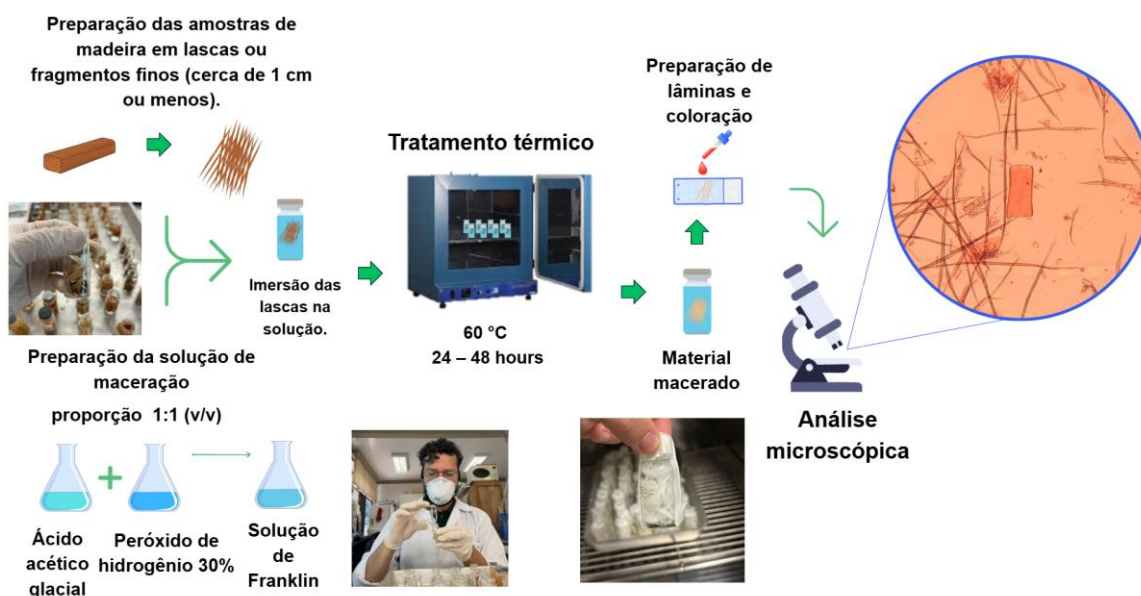 Preparação das amostras de
madeira em lascas ou
fragmentos finos (cerca de 1 cm
ou menos).
Imersão das
lascas na
solução.
Preparação da solução de
maceração
proporção 1:1 (v/v)
Ácido
acético
glacial
Peróxido de
hidrogênio 30%
Solução
de
Franklin
Tratamento térmico
60 °C
24 – 48 hours
Material
macerado
Preparação de
lâminas e
coloração
Análise
microscópica